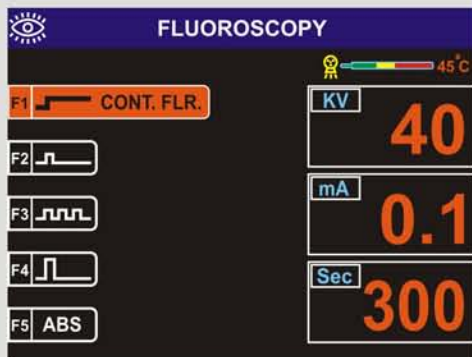 FLUOROSCOPY
45°C
F1 CONT. FLR.
KV
40
F2
mA
0.1
F3
F4
Sec
300
F5 ABS